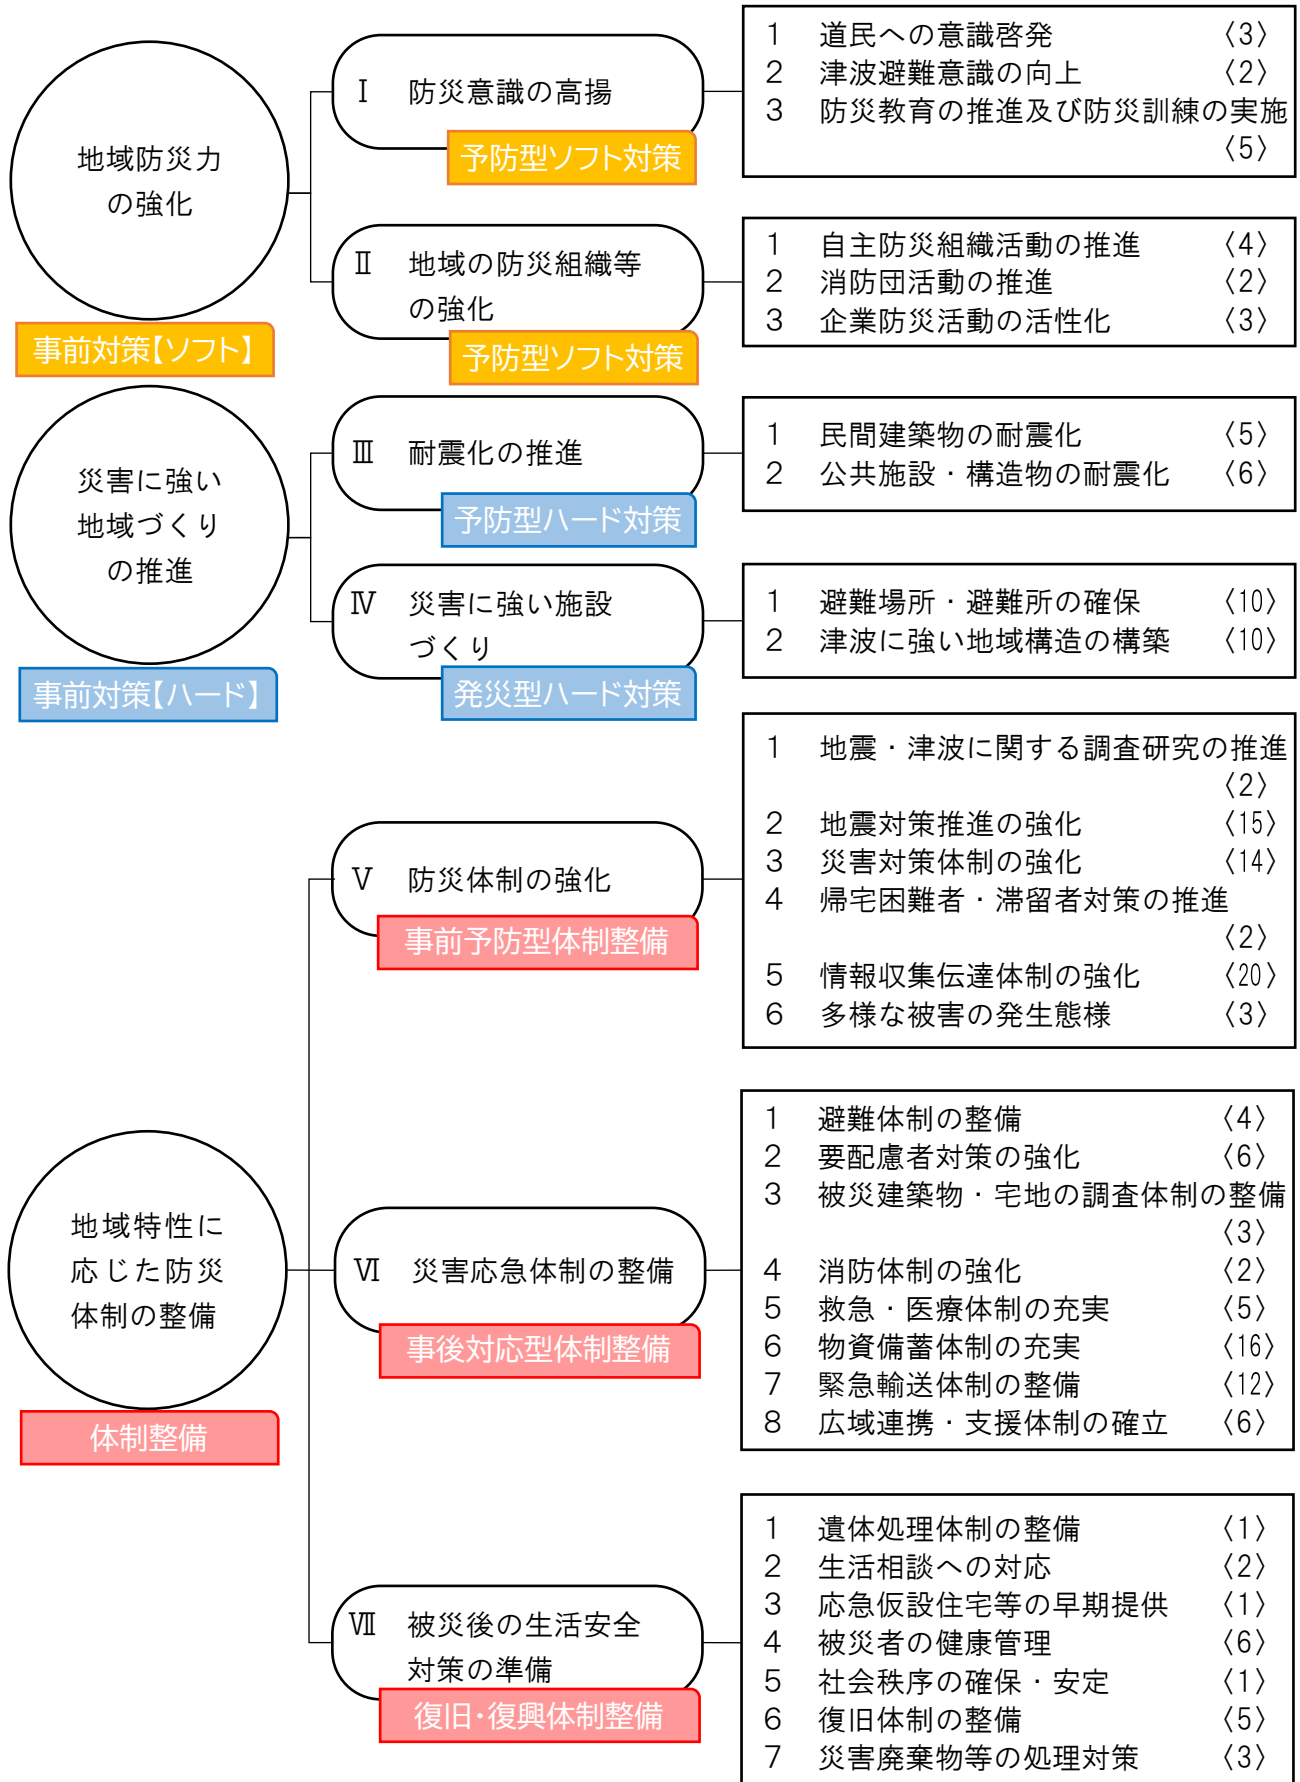 地域防災力
の強化
事前対策【ソフト】
Ⅰ 防災意識の高揚
予防型ソフト対策
1 道民への意識啓発 〈3〉
2 津波避難意識の向上 〈2〉
3 防災教育の推進及び防災訓練の実施
〈5〉
Ⅱ 地域の防災組織等
の強化
予防型ソフト対策
1 自主防災組織活動の推進 〈4〉
2 消防団活動の推進 〈2〉
3 企業防災活動の活性化 〈3〉
災害に強い
地域づくり
の推進
事前対策【ハード】
Ⅲ 耐震化の推進
予防型ハード対策
1 民間建築物の耐震化 〈5〉
2 公共施設・構造物の耐震化 〈6〉
Ⅳ 災害に強い施設
づくり
発災型ハード対策
1 避難場所・避難所の確保 〈10〉
2 津波に強い地域構造の構築 〈10〉
地域特性に
応じた防災
体制の整備
体制整備
Ⅴ 防災体制の強化
事前予防型体制整備
1 地震・津波に関する調査研究の推進
〈2〉
2 地震対策推進の強化 〈15〉
3 災害対策体制の強化 〈14〉
4 帰宅困難者・滞留者対策の推進
〈2〉
5 情報収集伝達体制の強化 〈20〉
6 多様な被害の発生態様 〈3〉
Ⅵ 災害応急体制の整備
事後対応型体制整備
1 避難体制の整備 〈4〉
2 要配慮者対策の強化 〈6〉
3 被災建築物・宅地の調査体制の整備
〈3〉
4 消防体制の強化 〈2〉
5 救急・医療体制の充実 〈5〉
6 物資備蓄体制の充実 〈16〉
7 緊急輸送体制の整備 〈12〉
8 広域連携・支援体制の確立 〈6〉
Ⅶ 被災後の生活安全
対策の準備
復旧・復興体制整備
1 遺体処理体制の整備 〈1〉
2 生活相談への対応 〈2〉
3 応急仮設住宅等の早期提供 〈1〉
4 被災者の健康管理 〈6〉
5 社会秩序の確保・安定 〈1〉
6 復旧体制の整備 〈5〉
7 災害廃棄物等の処理対策 〈3〉